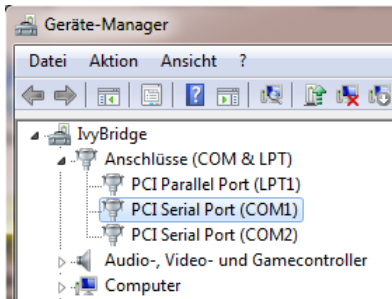 Geräte-Manager
Datei Aktion Ansicht ?
IvyBridge
Anschlüsse (COM & LPT)
PCI Parallel Port (LPT1)
PCI Serial Port (COM1)
PCI Serial Port (COM2)
Audio-, Video- und Gamecontroller
Computer